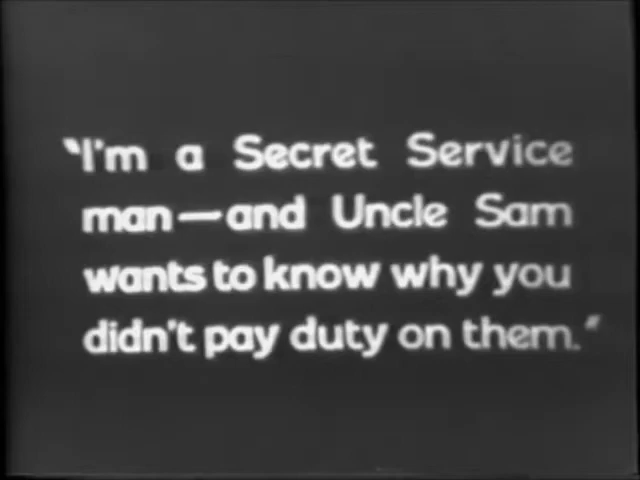 "I'm a Secret Service
man—and Uncle Sam
wants to know why you
didn't pay duty on them."